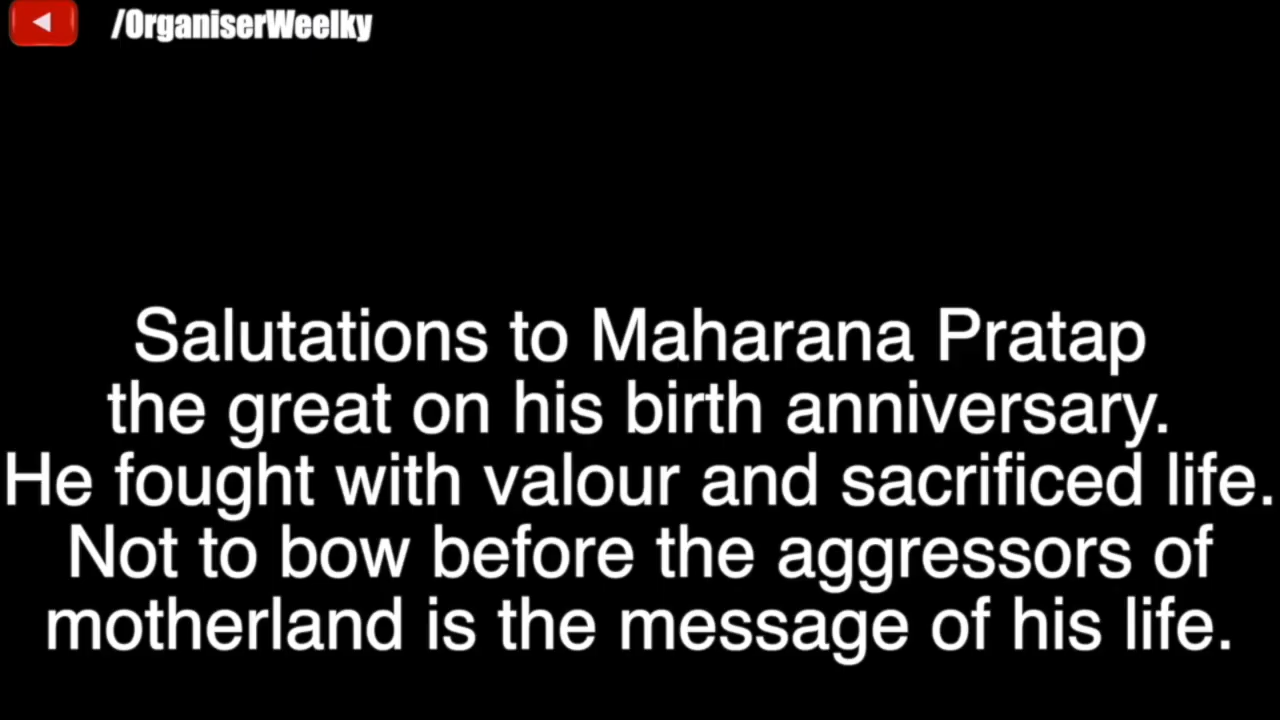 /OrganiserWeelky
Salutations to Maharana Pratap
the great on his birth anniversary.
He fought with valour and sacrificed life.
Not to bow before the aggressors of
motherland is the message of his life.